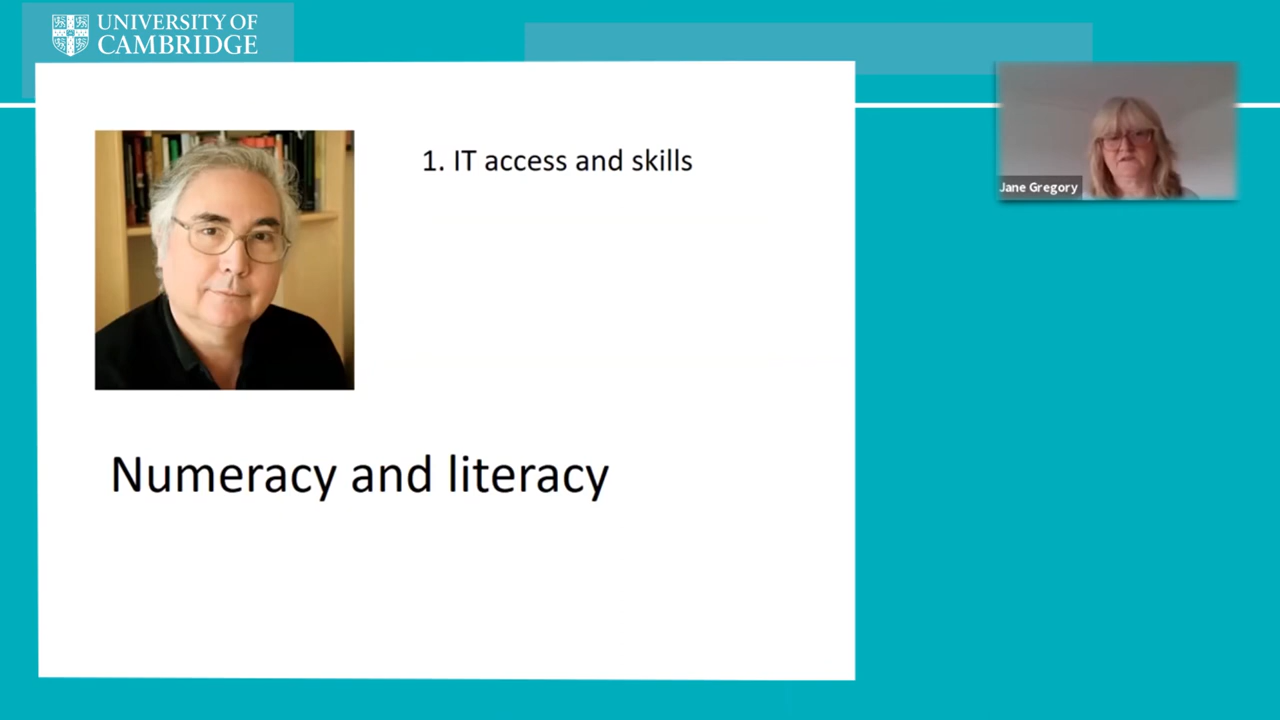 UNIVERSITY OF
CAMBRIDGE
1. IT access and skills
Jane Gregory
Numeracy and literacy